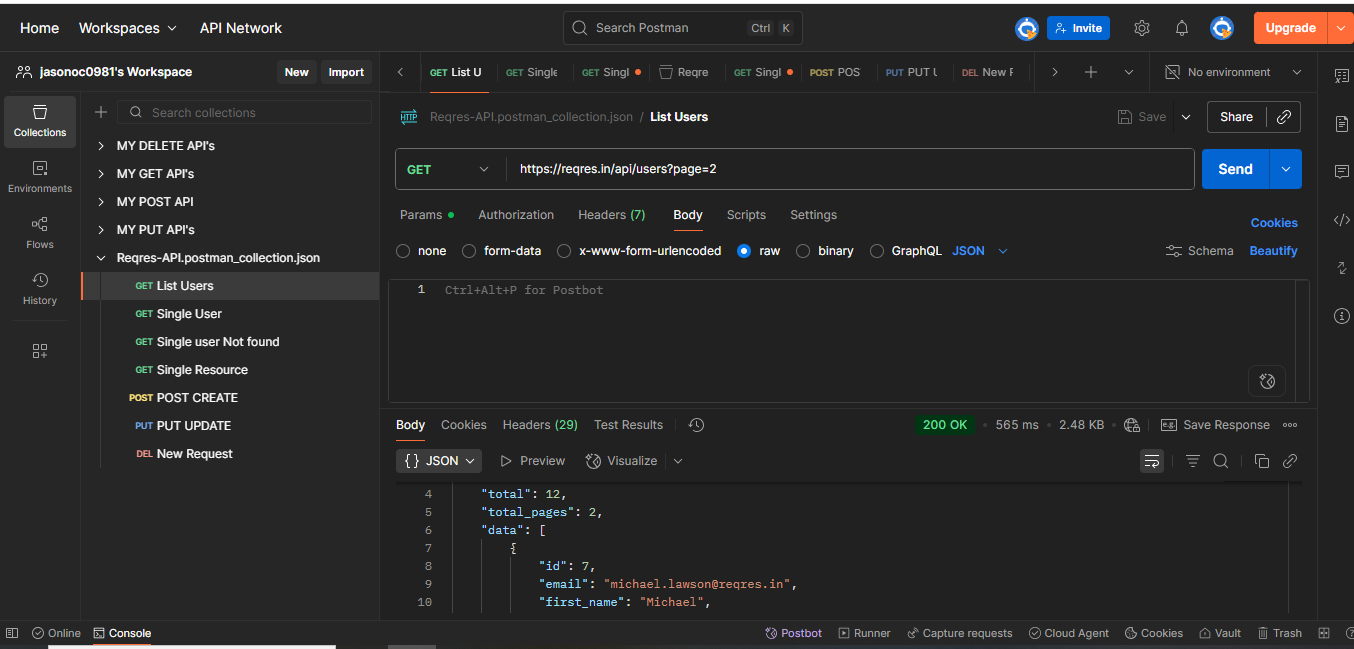 Home Workspaces API Network Search Postman Ctrl K Invite Upgrade
jasonoc0981's Workspace New Import
GET List U GET Single GET Singl Reqre GET Singl POST POS PUT PUT U DEL New F No environment
Collections
Environments
Flows
History
Search collections
MY DELETE API's
MY GET API's
MY POST API
MY PUT API's
Reqres-API.postman_collection.json
GET List Users
GET Single User
GET Single user Not found
GET Single Resource
POST POST CREATE
PUT PUT UPDATE
DEL New Request
HTTP Reqres-API.postman_collection.json / List Users Save Share
GET https://reqres.in/api/users?page=2 Send
Params Authorization Headers (7) Body Scripts Settings Cookies
none form-data x-www-form-urlencoded raw binary GraphQL JSON Schema Beautify
1 Ctrl+Alt+P for Postbot
Body Cookies Headers (29) Test Results 200 OK 565 ms 2.48 KB e.g. Save Response
{} JSON Preview Visualize
4 "total": 12,
5 "total_pages": 2,
6 "data": [
7 {
8 "id": 7,
9 "email": "michael.lawson@reqres.in",
10 "first_name": "Michael",
Online Console Postbot Runner Capture requests Cloud Agent Cookies Vault Trash